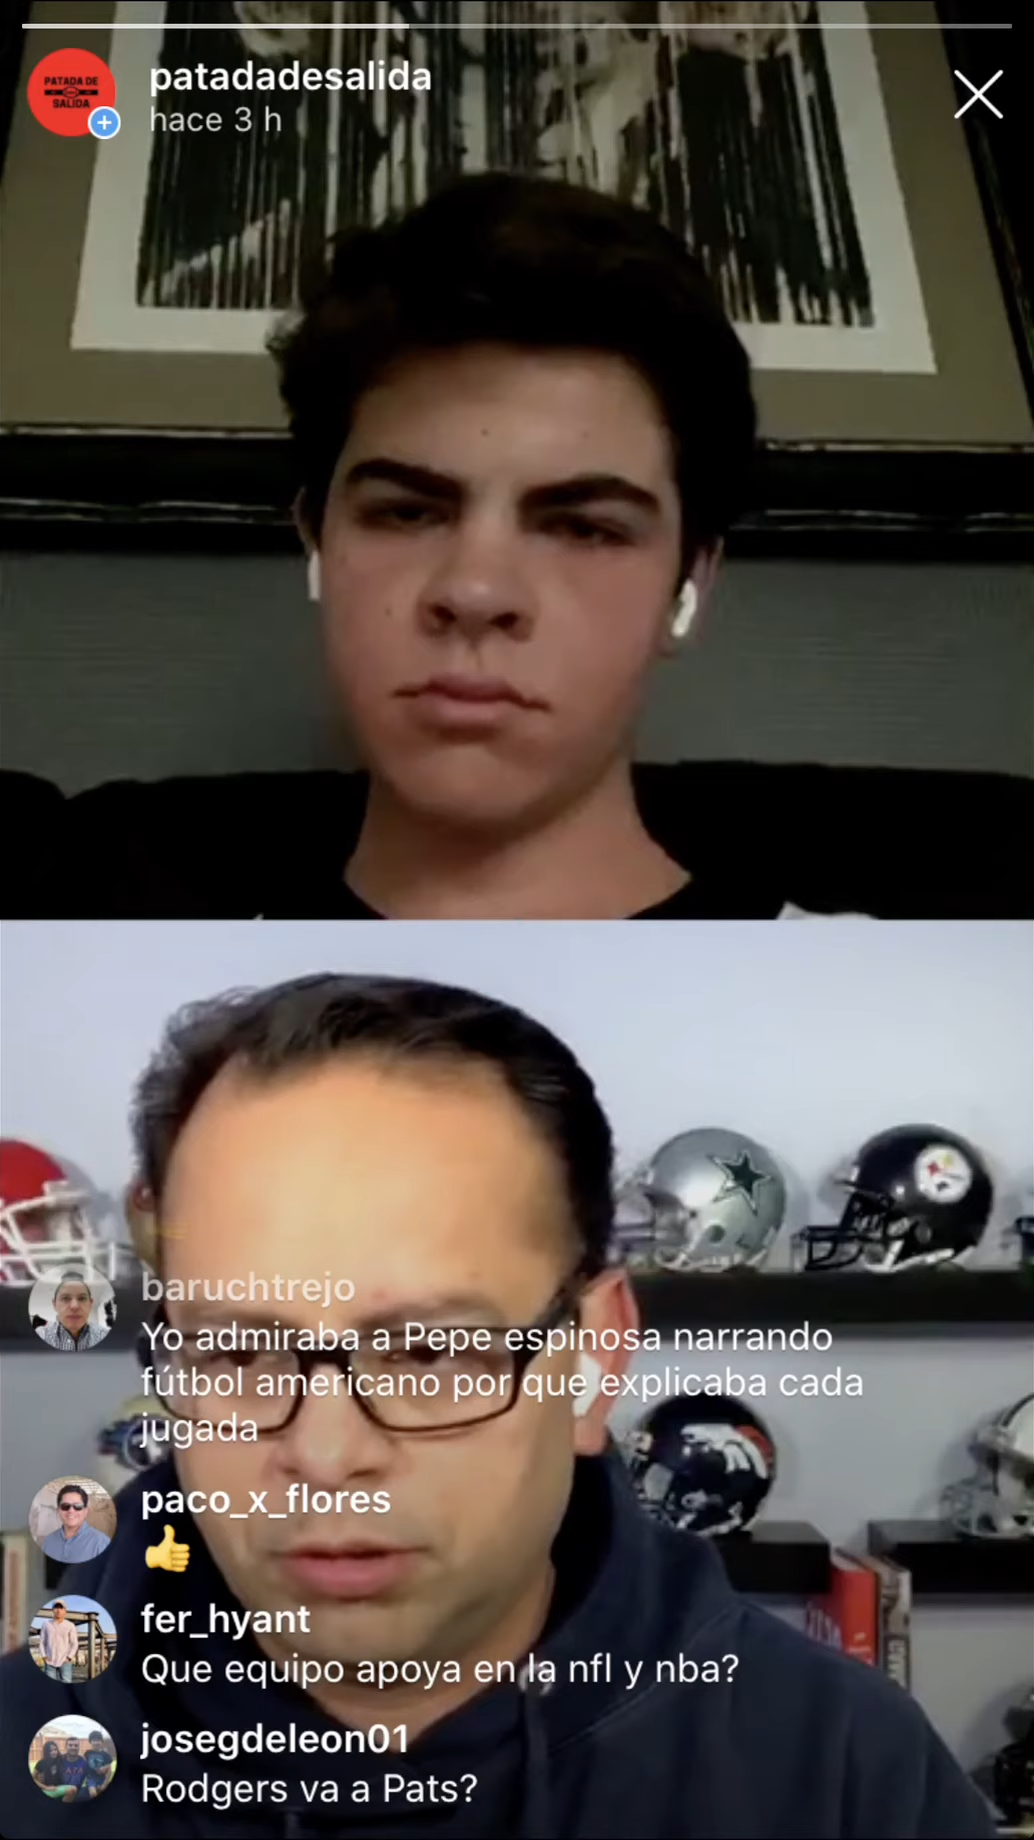 PATADA DE
SALIDA
patadadesalida
hace 3 h
baruchtrejo
Yo admiraba a Pepe espinosa narrando
fútbol americano por que explicaba cada
jugada
paco_x_flores
👍
fer_hyant
Que equipo apoya en la nfl y nba?
josegdeleon01
Rodgers va a Pats?